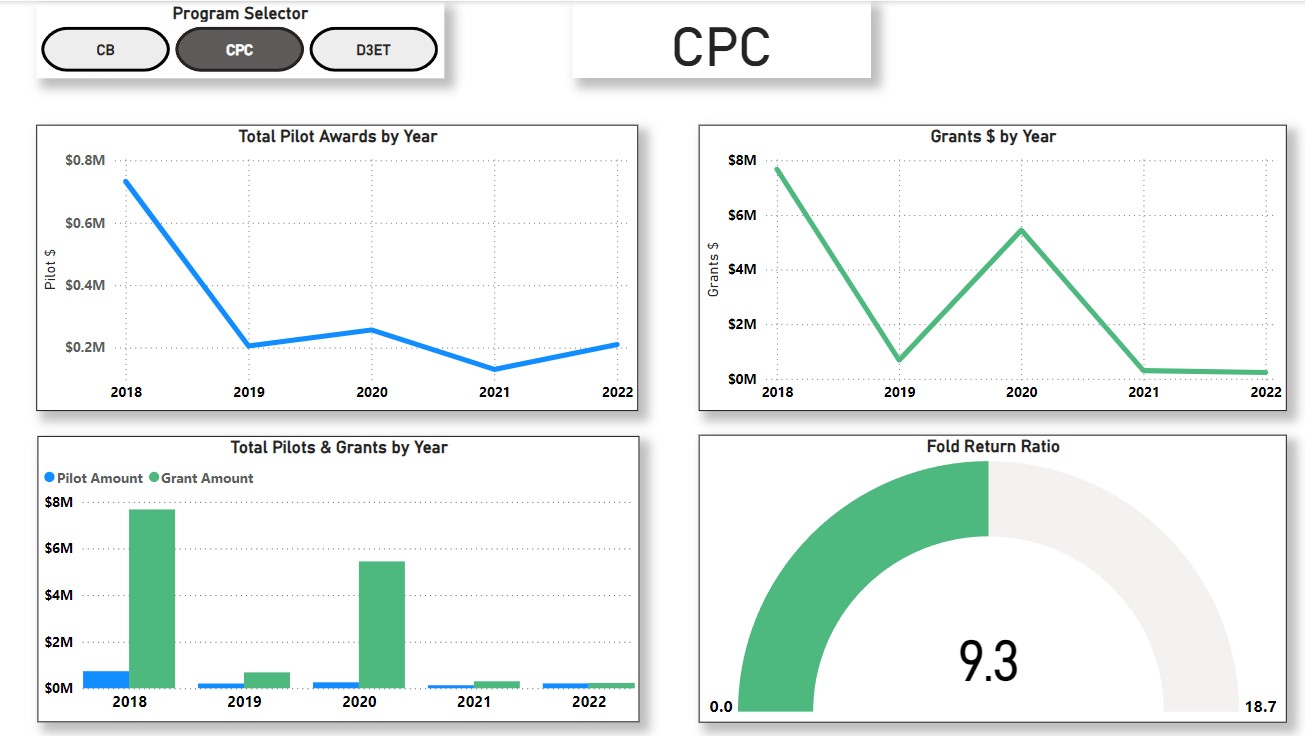 Program Selector
CB
CPC
D3ET
CPC
Total Pilot Awards by Year
Pilot $
$0.8M
$0.6M
$0.4M
$0.2M
2018 2019 2020 2021 2022
Grants $ by Year
Grants $
$8M
$6M
$4M
$2M
$0M
2018 2019 2020 2021 2022
Total Pilots & Grants by Year
Pilot Amount Grant Amount
$8M
$6M
$4M
$2M
$0M
2018 2019 2020 2021 2022
Fold Return Ratio
9.3
0.0 18.7